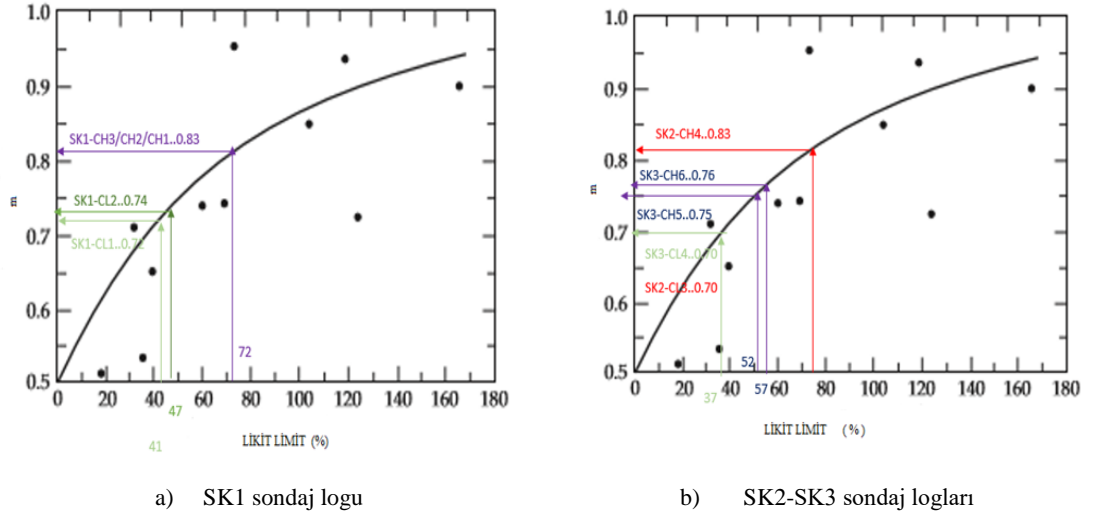 1.0
0.9
0.8
0.7
0.6
0.5
m
SK1-CH3/CH2/CH1..0.83
SK1-CL2..0.74
SK1-CL1..0.72
72
0 20 40 60 80 100 120 140 160 180
47
41
LİKİT LİMİT (%)
a) SK1 sondaj logu
1.0
0.9
0.8
0.7
0.6
0.5
m
SK2-CH4..0.83
SK3-CH6..0.76
SK3-CH5..0.75
SK3-CL4..0.70
SK2-CL3..0.70
52
0 20 40 60 80 100 120 140 160 180
57
37
LİKİT LİMİT (%)
b) SK2-SK3 sondaj logları